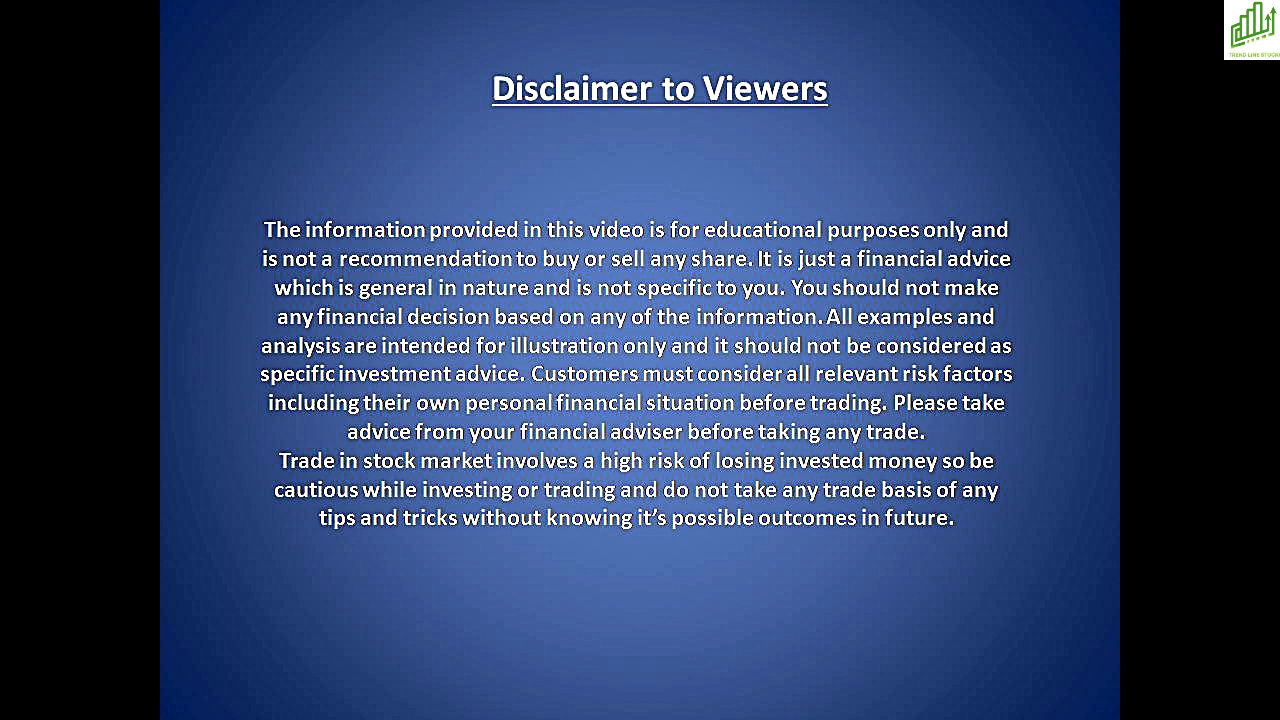 TREND LINE STOCKS
Disclaimer to Viewers
The information provided in this video is for educational purposes only and
is not a recommendation to buy or sell any share. It is just a financial advice
which is general in nature and is not specific to you. You should not make
any financial decision based on any of the information. All examples and
analysis are intended for illustration only and it should not be considered as
specific investment advice. Customers must consider all relevant risk factors
including their own personal financial situation before trading. Please take
advice from your financial adviser before taking any trade.
Trade in stock market involves a high risk of losing invested money so be
cautious while investing or trading and do not take any trade basis of any
tips and tricks without knowing it’s possible outcomes in future.